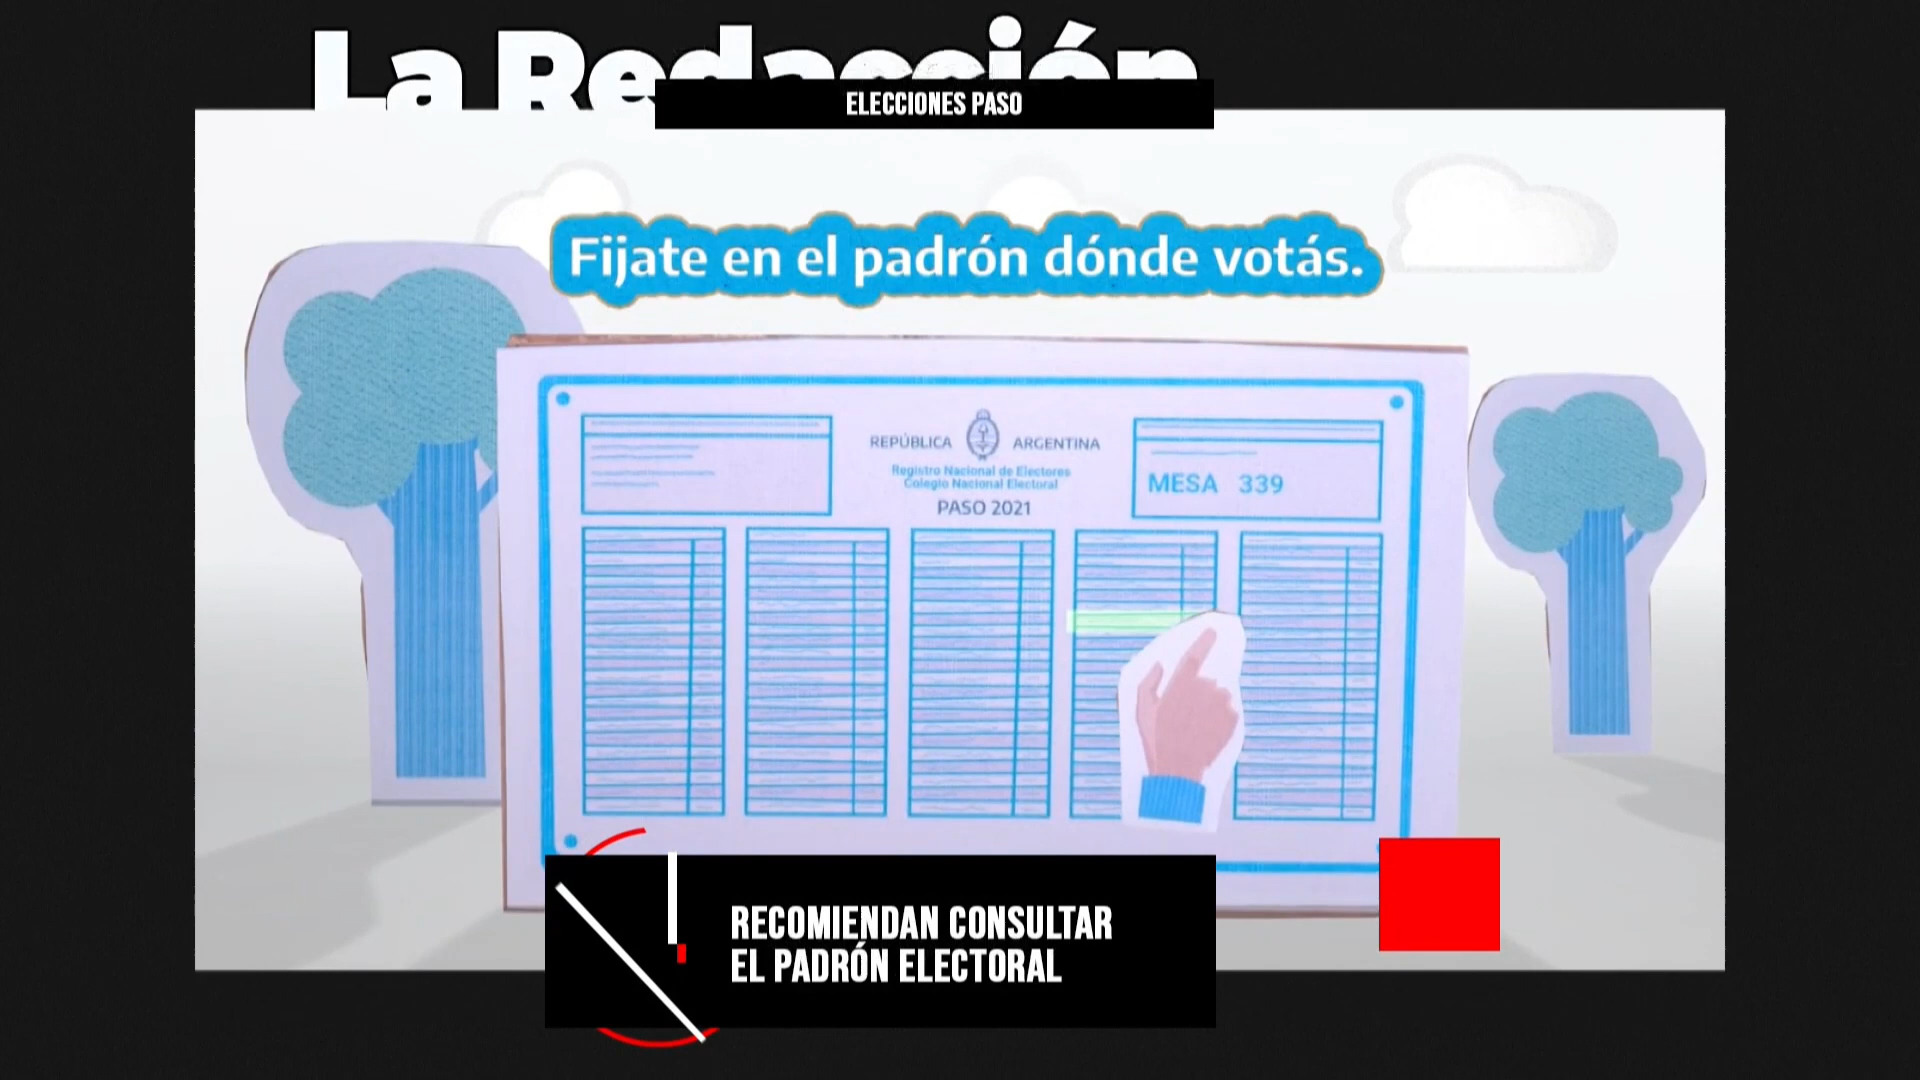 La Redacción
ELECCIONES PASO
Fijate en el padrón dónde votás.
REPÚBLICA ARGENTINA
Registro Nacional de Electores
Colegio Nacional Electoral
PASO 2021
MESA 339
RECOMIENDAN CONSULTAR
EL PADRÓN ELECTORAL